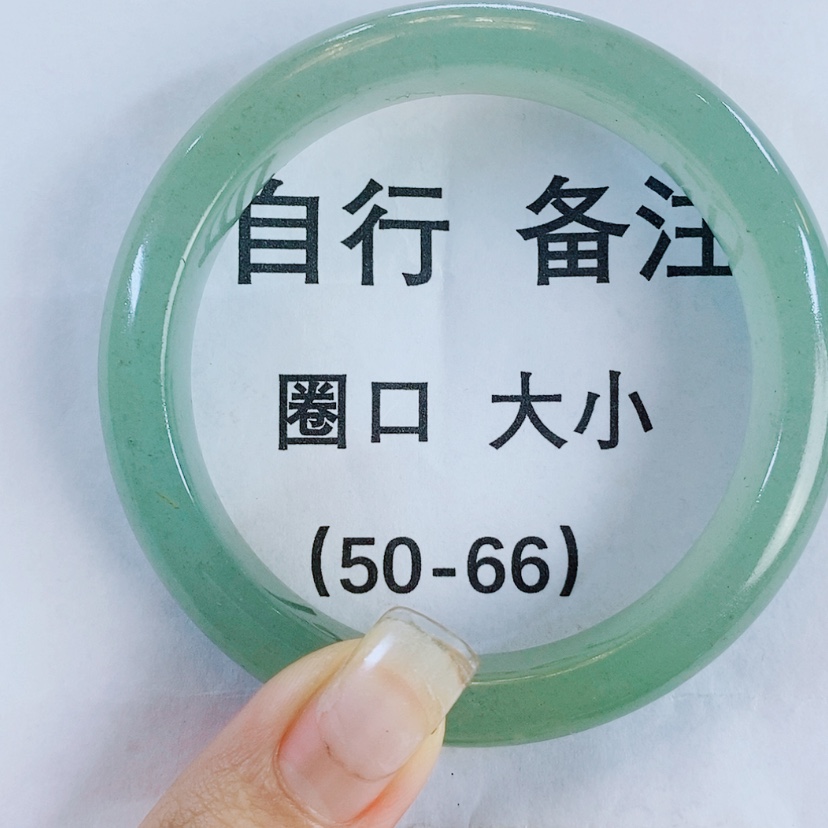 自行 备注
圈口 大小
(50-66)